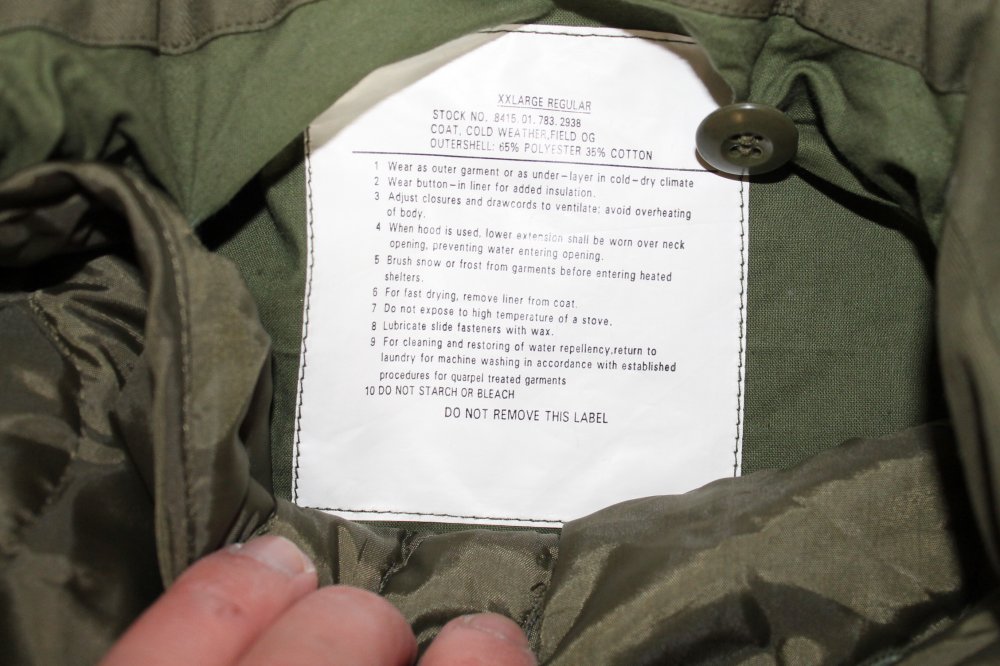 XXLARGE REGULAR
STOCK NO. .8415.01.783.2938
COAT, COLD WEATHER,FIELD OG
OUTERSHELL: 65% POLYESTER 35% COTTON
1 Wear as outer garment or as under-layer in cold-dry climate
2 Wear button-in liner for added insulation.
3 Adjust closures and drawcords to ventilate: avoid overheating
of body.
4 When hood is used, lower extension shall be worn over neck
opening, preventing water entering opening.
5 Brush snow or frost from garments before entering heated
shelters.
6 For fast drying, remove liner from coat.
7 Do not expose to high temperature of a stove.
8 Lubricate slide fasteners with wax.
9 For cleaning and restoring of water repellency,return to
laundry for machine washing in accordance with established
procedures for quarpel treated garments
10 DO NOT STARCH OR BLEACH
DO NOT REMOVE THIS LABEL